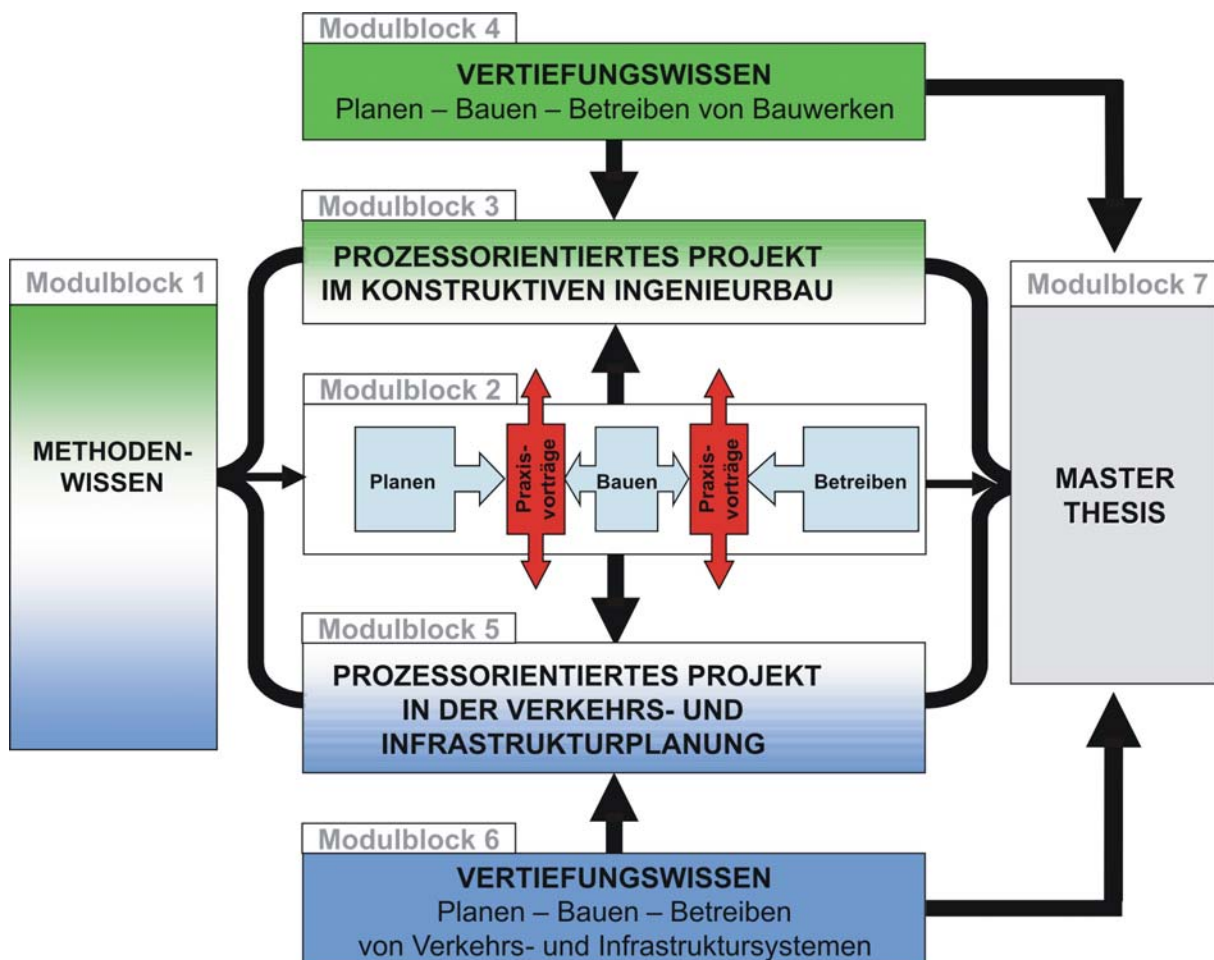 Modulblock 4
VERTIEFUNGSWISSEN
Planen – Bauen – Betreiben von Bauwerken
Modulblock 3
PROZESSORIENTIERTES PROJEKT
IM KONSTRUKTIVEN INGENIEURBAU
Modulblock 1
METHODEN-
WISSEN
Modulblock 2
Planen
Praxis-
vorträge
Bauen
Praxis-
vorträge
Betreiben
Modulblock 7
MASTER
THESIS
Modulblock 5
PROZESSORIENTIERTES PROJEKT
IN DER VERKEHRS- UND
INFRASTRUKTURPLANUNG
Modulblock 6
VERTIEFUNGSWISSEN
Planen – Bauen – Betreiben
von Verkehrs- und Infrastruktursystemen